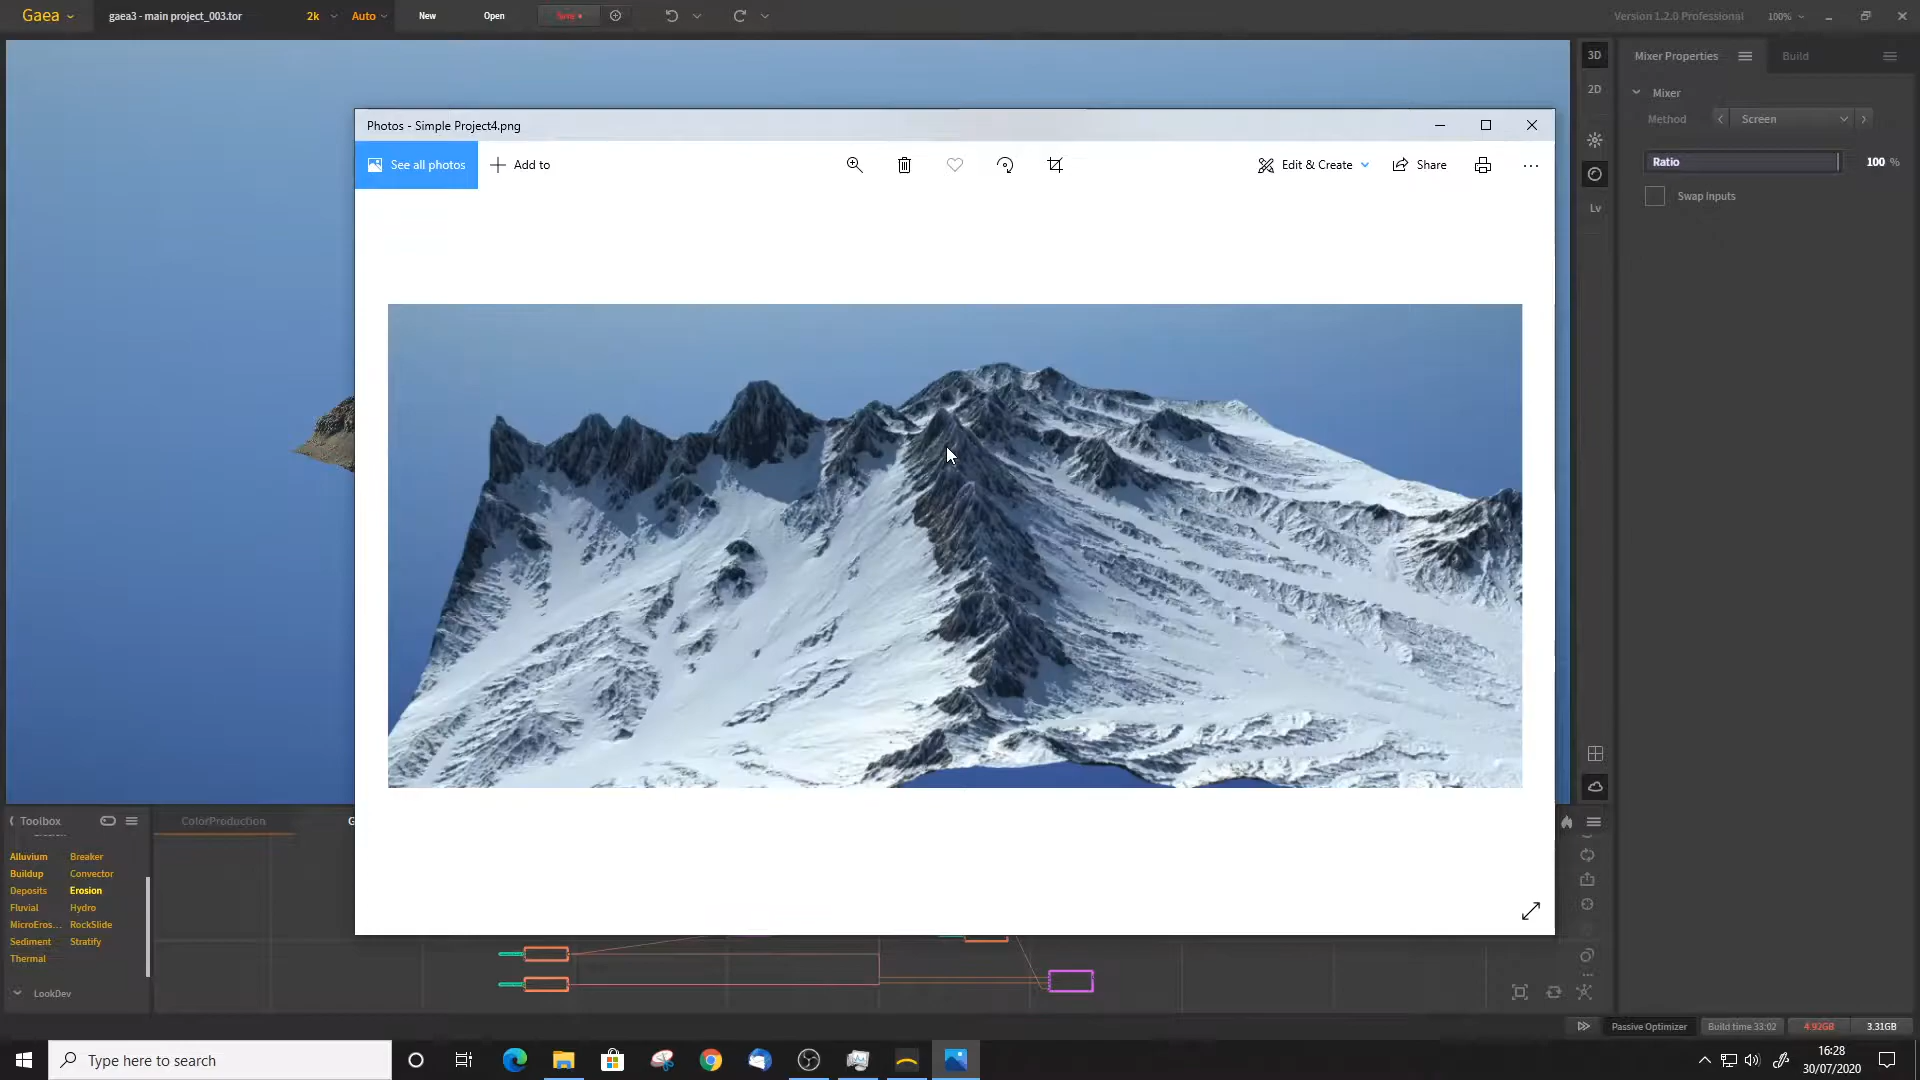 Gaea
gaea3 - main project_003.tor
2k
Auto
New
Open
Save
Version 1.2.0 Professional
100%
3D
Mixer Properties
Build
2D
Mixer
Method
Screen
Ratio
100 %
Swap Inputs
Lv
Photos - Simple Project4.png
See all photos
Add to
Edit & Create
Share
Toolbox
ColorProduction
G
Alluvium
Breaker
Buildup
Convector
Deposits
Erosion
Fluvial
Hydro
MicroEros...
RockSlide
Sediment
Stratify
Thermal
LookDev
Passive Optimizer
Build time 33:02
4.92GB
3.31GB
Type here to search
16:28
30/07/2020